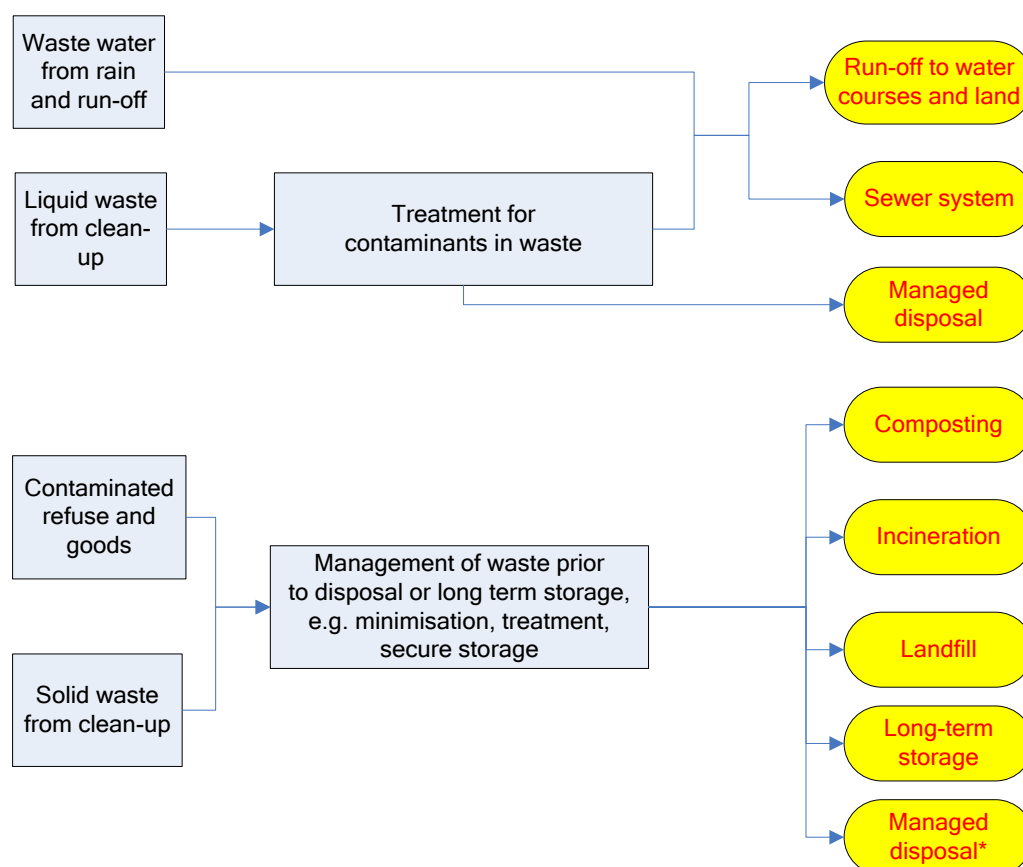 Waste water
from rain
and run-off
Run-off to water
courses and land
Liquid waste
from clean-
up
Treatment for
contaminants in waste
Sewer system
Managed
disposal
Composting
Contaminated
refuse and
goods
Incineration
Management of waste prior
to disposal or long term storage,
e.g. minimisation, treatment,
secure storage
Landfill
Solid waste
from clean-up
Long-term
storage
Managed
disposal*